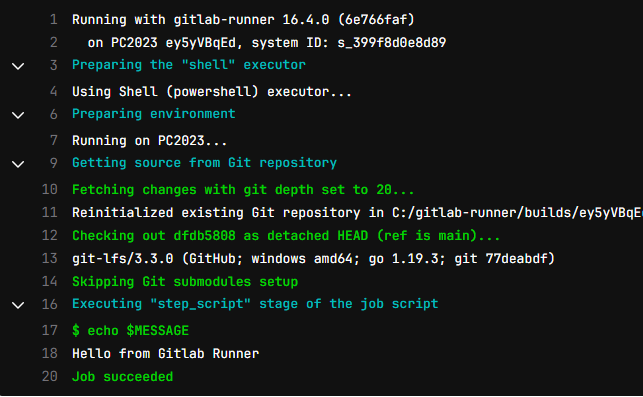 1 Running with gitlab-runner 16.4.0 (6e766faf)
2 on PC2023 ey5yVBqEd, system ID: s_399f8d0e8d89
3 Preparing the "shell" executor
4 Using Shell (powershell) executor...
6 Preparing environment
7 Running on PC2023...
9 Getting source from Git repository
10 Fetching changes with git depth set to 20...
11 Reinitialized existing Git repository in C:/gitlab-runner/builds/ey5yVBqE
12 Checking out dfdb5808 as detached HEAD (ref is main)...
13 git-lfs/3.3.0 (GitHub; windows amd64; go 1.19.3; git 77deabdf)
14 Skipping Git submodules setup
16 Executing "step_script" stage of the job script
17 $ echo $MESSAGE
18 Hello from Gitlab Runner
20 Job succeeded